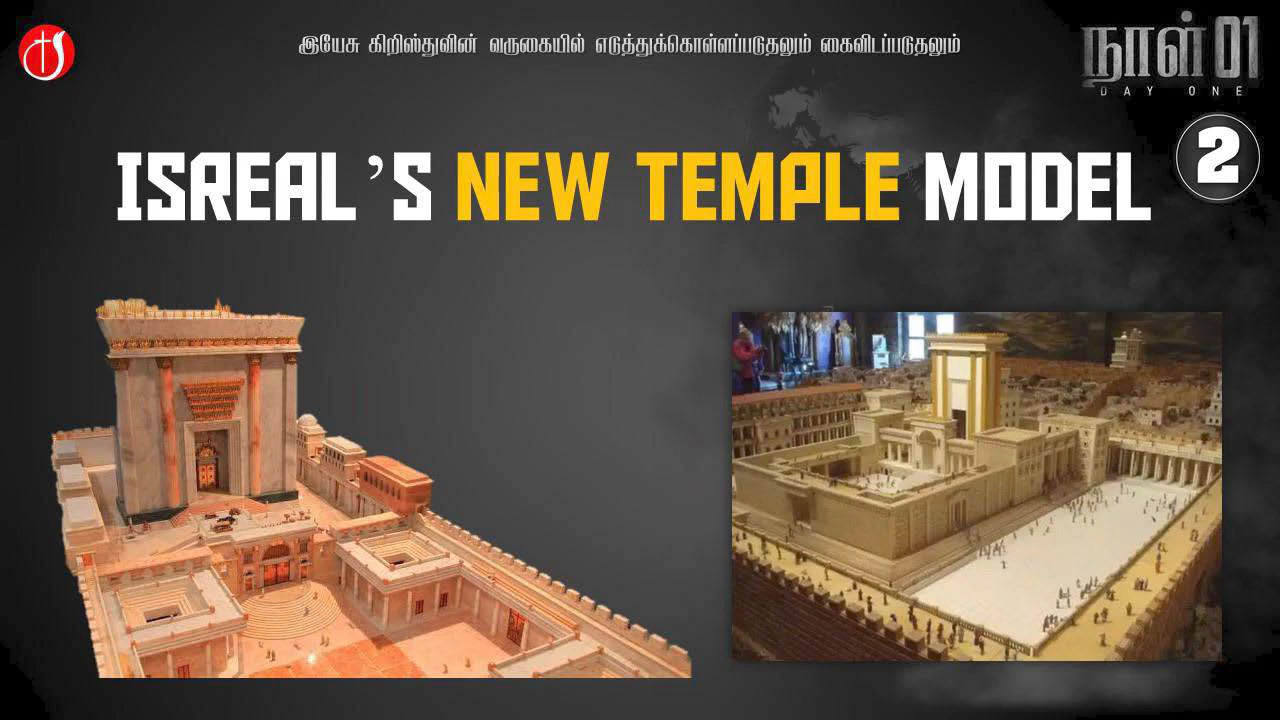 இயேசு கிறிஸ்துவின் வருகையில் எடுத்துக்கொள்ளப்படுதலும் கைவிடப்படுதலும்
நாள் 01
DAY ONE
2
ISREAL'S NEW TEMPLE MODEL